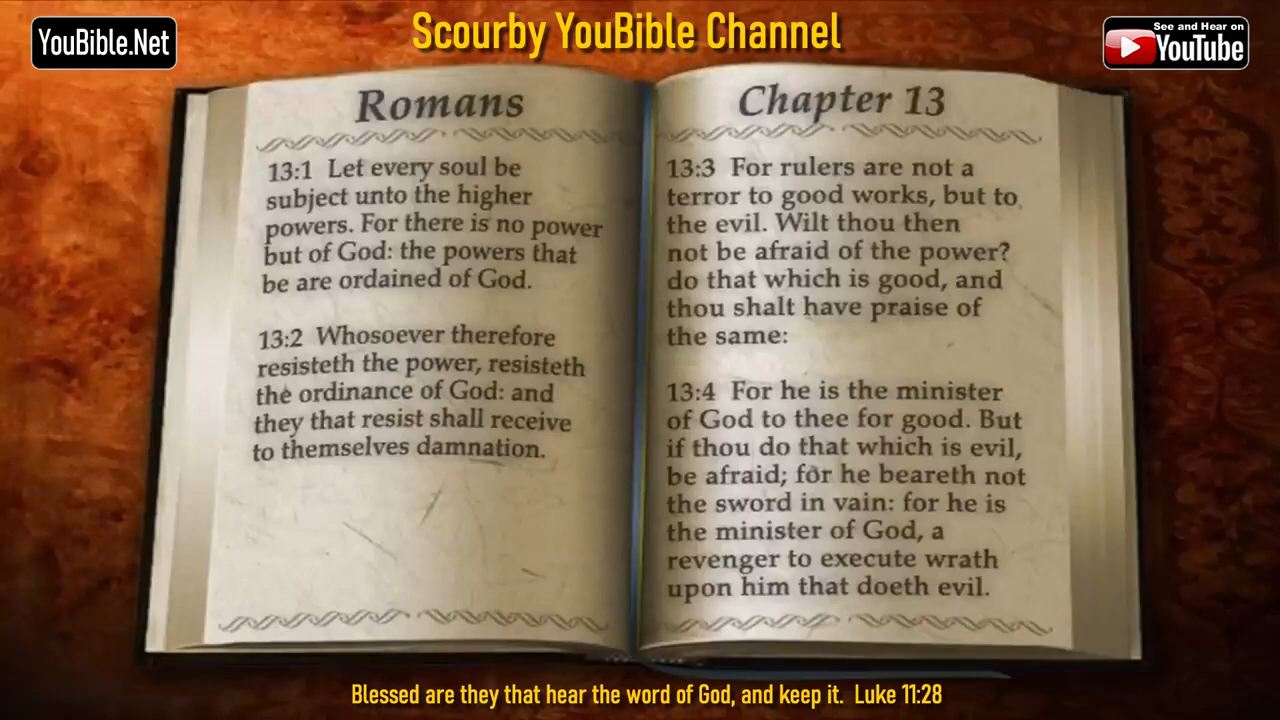 YouBible.Net
Scourby YouBible Channel
See and Hear on
YouTube
Romans
13:1 Let every soul be
subject unto the higher
powers. For there is no power
but of God: the powers that
be are ordained of God.
13:2 Whosoever therefore
resisteth the power, resisteth
the ordinance of God: and
they that resist shall receive
to themselves damnation.
Chapter 13
13:3 For rulers are not a
terror to good works, but to
the evil. Wilt thou then
not be afraid of the power?
do that which is good, and
thou shalt have praise of
the same:
13:4 For he is the minister
of God to thee for good. But
if thou do that which is evil,
be afraid; for he beareth not
the sword in vain: for he is
the minister of God, a
revenger to execute wrath
upon him that doeth evil.
Blessed are they that hear the word of God, and keep it. Luke 11:28